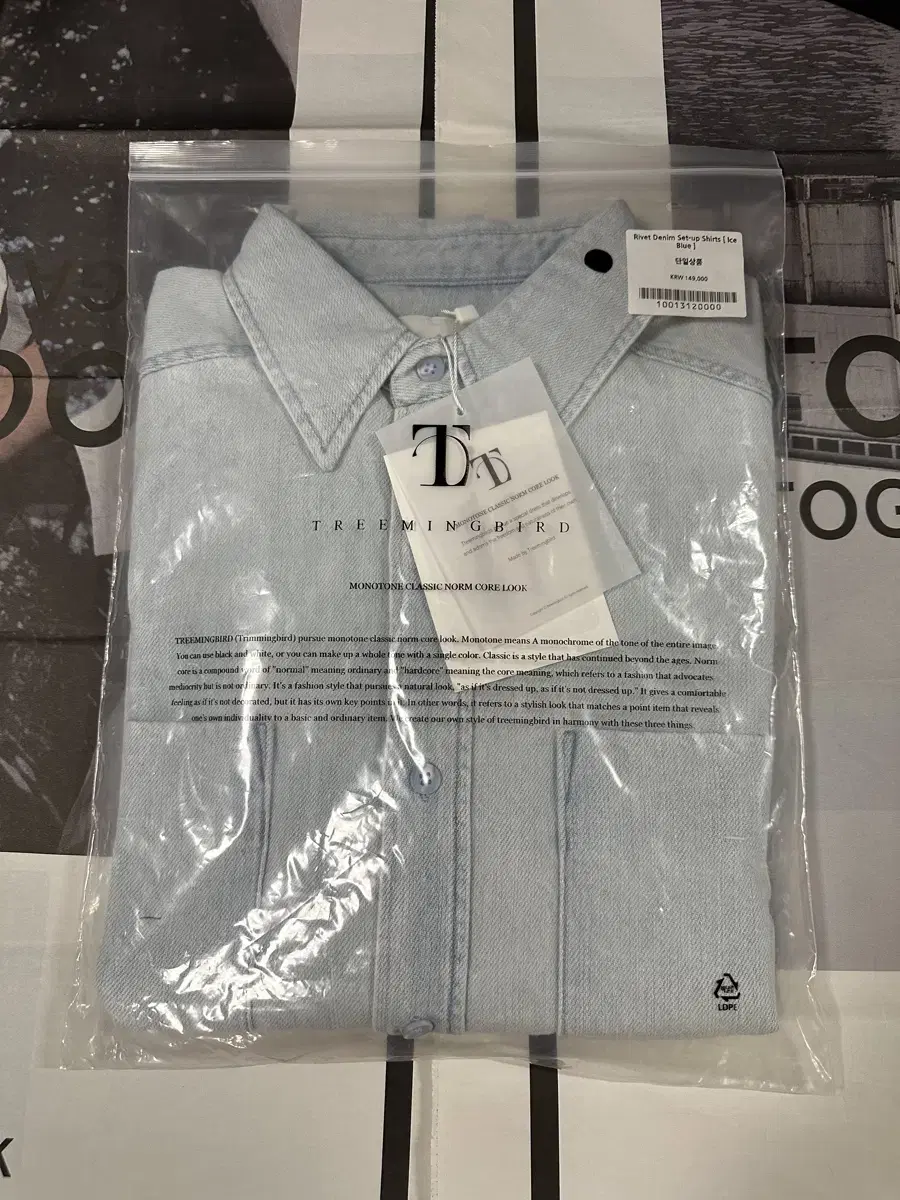 Rivet Denim Set-up Shirts [ Ice
Blue ]
단일상품
KRW 149,000
10013120000
T
TREEMINGBIRD
MONOTONE CLASSIC NORM CORE LOOK
MONOTONE CLASSIC NORM CORE LOOK
Made by Treemingbird
TREEMINGBIRD (Trimmingbird) pursue monotone classic norm core look. Monotone means A monochrome of the tone of the entire image.
You can use black and white, or you can make up a whole tone with a single color. Classic is a style that has continued beyond the ages. Norm
core is a compound word of "normal" meaning ordinary and "hardcore" meaning the core meaning, which refers to a fashion that advocates
mediocrity but is not ordinary. It's a fashion style that pursues a natural look, "as if it's dressed up, as if it's not dressed up." It gives a comfortable
feeling as if it's not decorated, but it has its own key points in it. In other words, it refers to a stylish look that matches a point item that reveals
one's own individuality to a basic and ordinary item. We create our own style of treemingbird in harmony with these three things.
LDPE
OO
FO
TOG
K